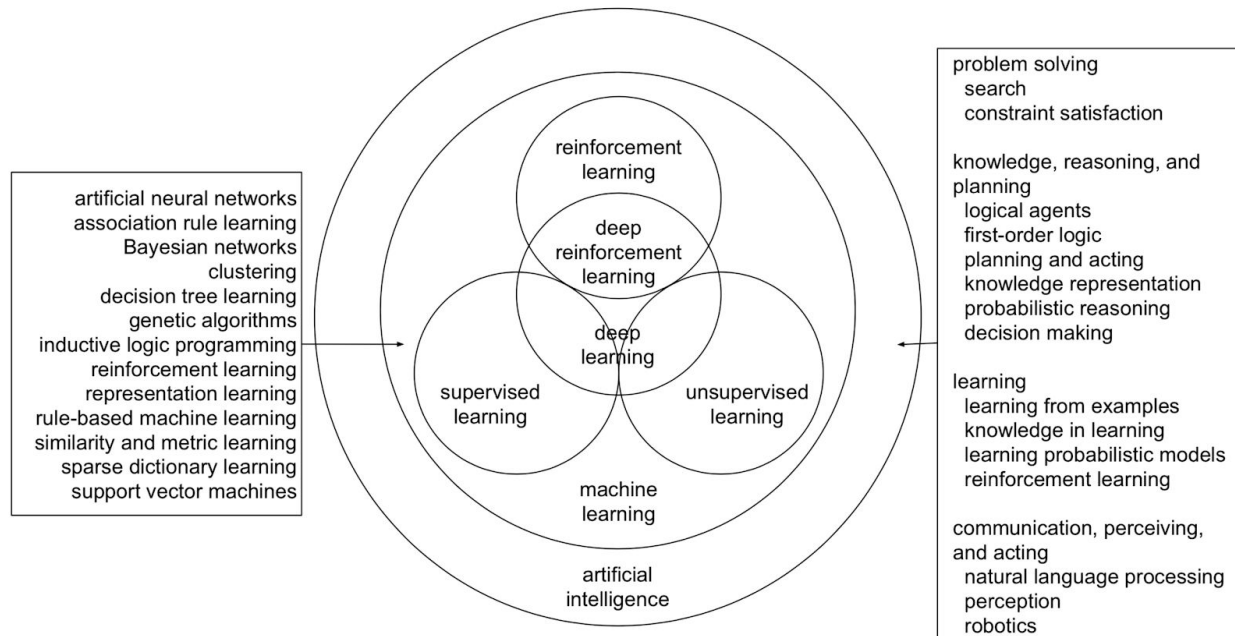 artificial neural networks
association rule learning
Bayesian networks
clustering
decision tree learning
genetic algorithms
inductive logic programming
reinforcement learning
representation learning
rule-based machine learning
similarity and metric learning
sparse dictionary learning
support vector machines
reinforcement
learning
deep
reinforcement
learning
deep
learning
supervised
learning
unsupervised
learning
machine
learning
artificial
intelligence
problem solving
search
constraint satisfaction
knowledge, reasoning, and
planning
logical agents
first-order logic
planning and acting
knowledge representation
probabilistic reasoning
decision making
learning
learning from examples
knowledge in learning
learning probabilistic models
reinforcement learning
communication, perceiving,
and acting
natural language processing
perception
robotics